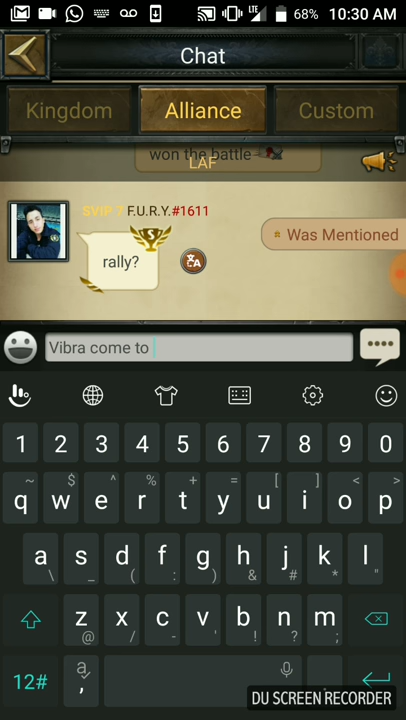 LTE 68% 10:30 AM
Chat
Kingdom Alliance Custom
won the battle
LAF
SVIP 7 F.U.R.Y.#1611
S
Was Mentioned
rally?
Vibra come to
1 2 3 4 5 6 7 8 9 0
~ $ ^ % + = [ ] < >
q w e r t y u i o p
a s d f g h j k l
\ _ ( : ) & # * "
z x c v b n m
@ / - ' ! ? ;
12# a , .
DU SCREEN RECORDER